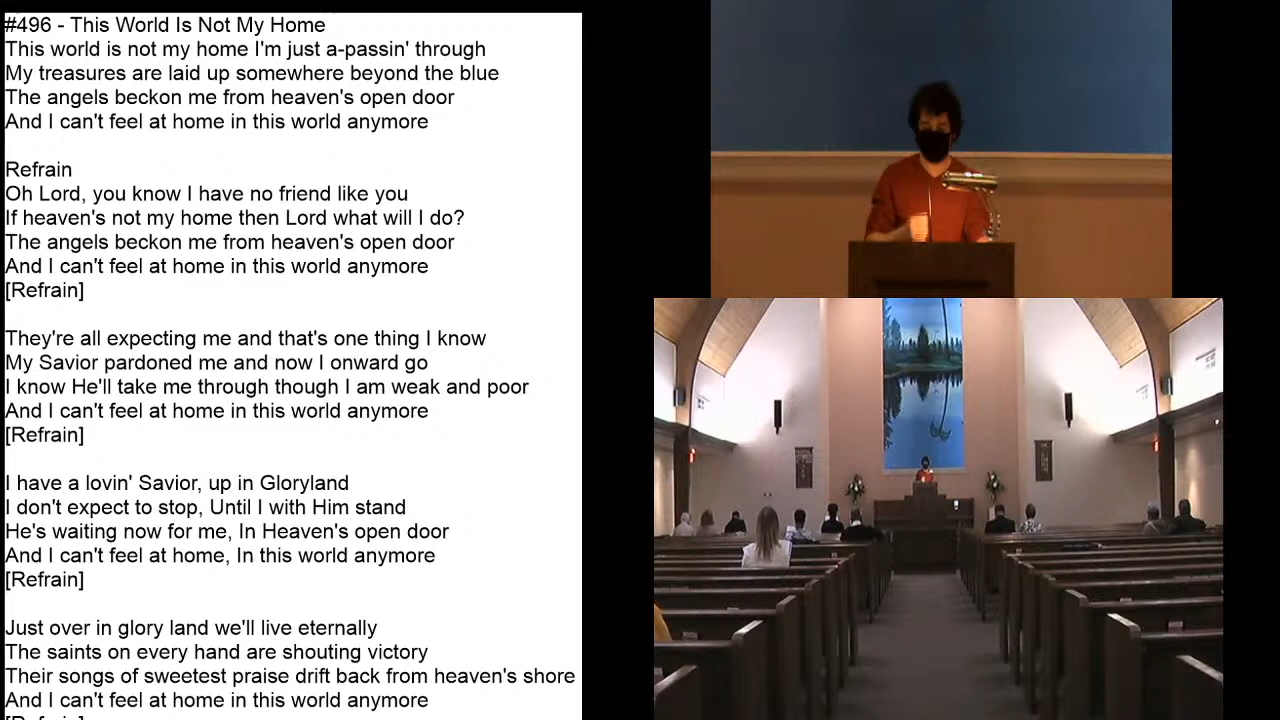 #496 - This World Is Not My Home
This world is not my home I'm just a-passin' through
My treasures are laid up somewhere beyond the blue
The angels beckon me from heaven's open door
And I can't feel at home in this world anymore
Refrain
Oh Lord, you know I have no friend like you
If heaven's not my home then Lord what will I do?
The angels beckon me from heaven's open door
And I can't feel at home in this world anymore
[Refrain]
They're all expecting me and that's one thing I know
My Savior pardoned me and now I onward go
I know He'll take me through though I am weak and poor
And I can't feel at home in this world anymore
[Refrain]
I have a lovin' Savior, up in Gloryland
I don't expect to stop, Until I with Him stand
He's waiting now for me, In Heaven's open door
And I can't feel at home, In this world anymore
[Refrain]
Just over in glory land we'll live eternally
The saints on every hand are shouting victory
Their songs of sweetest praise drift back from heaven's shore
And I can't feel at home in this world anymore
[Refrain]